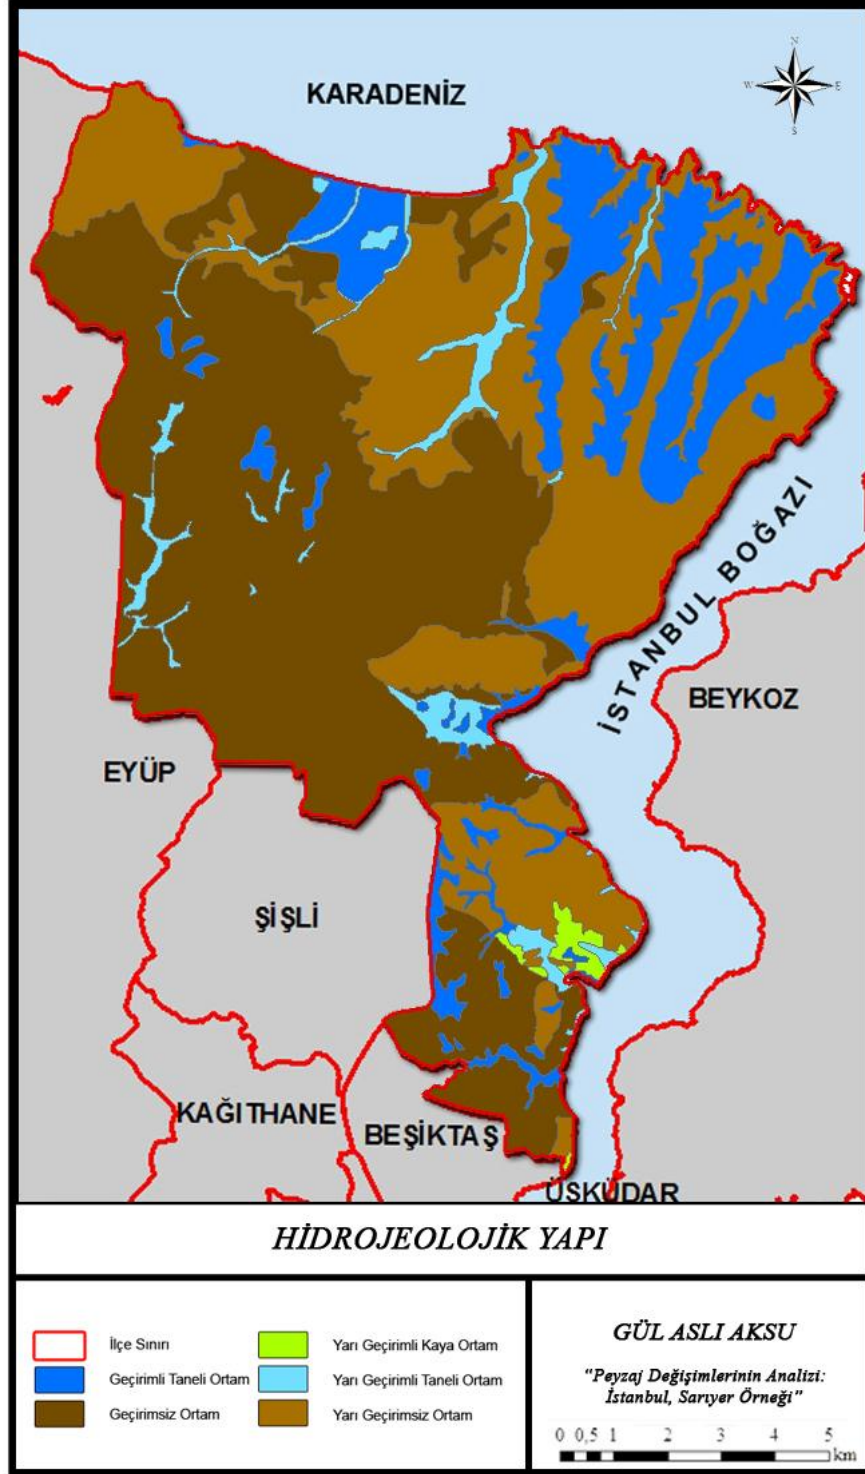 KARADENİZ
N
W
E
S
İSTANBUL BOĞAZI
BEYKOZ
EYÜP
ŞİŞLİ
KAĞITHANE
BEŞİKTAŞ
ÜSKÜDAR
HİDROJEOLOJİK YAPI
İlçe Sınırı
Geçirimli Taneli Ortam
Geçirimsiz Ortam
Yarı Geçirimli Kaya Ortam
Yarı Geçirimli Taneli Ortam
Yarı Geçirimsiz Ortam
GÜL ASLI AKSU
"Peyzaj Değişimlerinin Analizi:
İstanbul, Sarıyer Örneği"
0 0,5 1 2 3 4 5
km